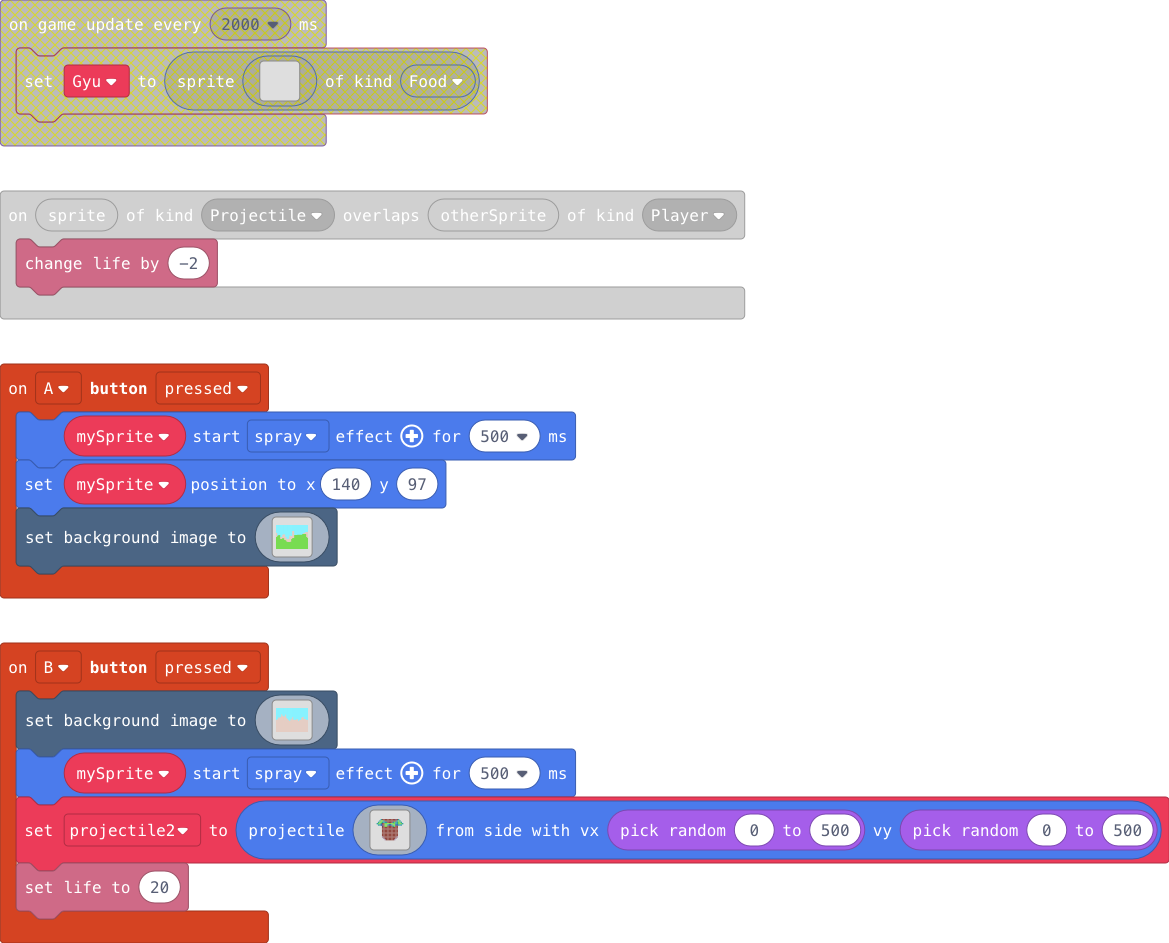 on game update every 2000 ms
set Gyu to sprite of kind Food
on sprite of kind Projectile overlaps otherSprite of kind Player
change life by -2
on A button pressed
mySprite start spray effect for 500 ms
set mySprite position to x 140 y 97
set background image to
on B button pressed
set background image to
mySprite start spray effect for 500 ms
set projectile2 to projectile from side with vx pick random 0 to 500 vy pick random 0 to 500
set life to 20